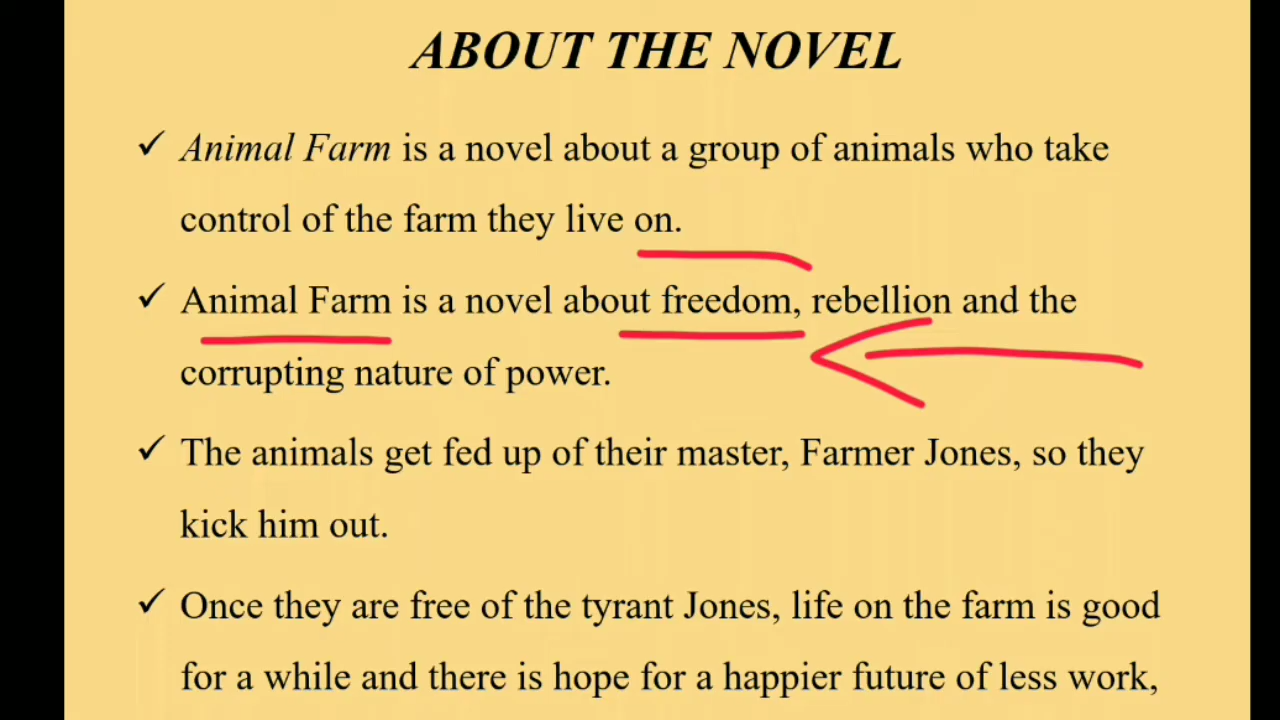 ABOUT THE NOVEL
✓ Animal Farm is a novel about a group of animals who take
control of the farm they live on.
✓ Animal Farm is a novel about freedom, rebellion and the
corrupting nature of power.
✓ The animals get fed up of their master, Farmer Jones, so they
kick him out.
✓ Once they are free of the tyrant Jones, life on the farm is good
for a while and there is hope for a happier future of less work,